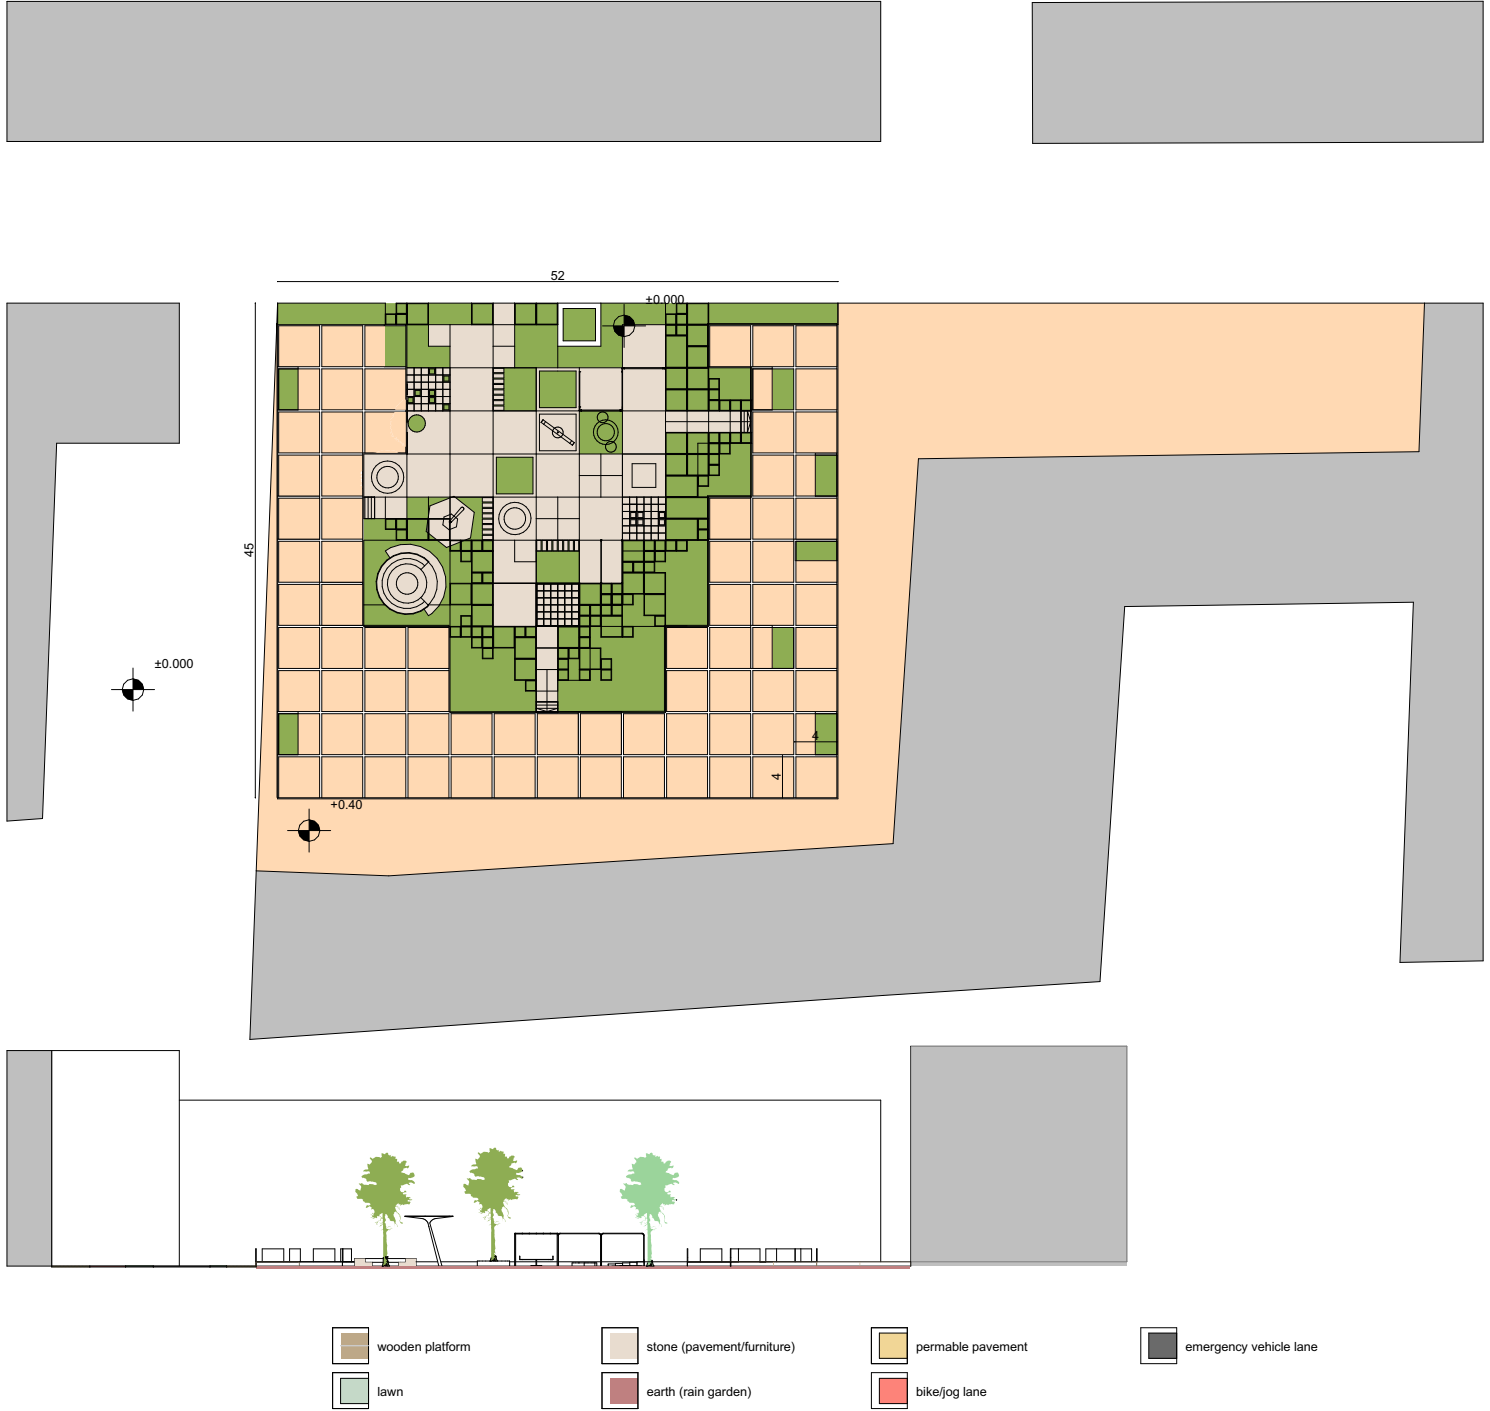 52
±0.000
45
±0.000
4
4
+0.40
wooden platform
stone (pavement/furniture)
permable pavement
emergency vehicle lane
lawn
earth (rain garden)
bike/jog lane